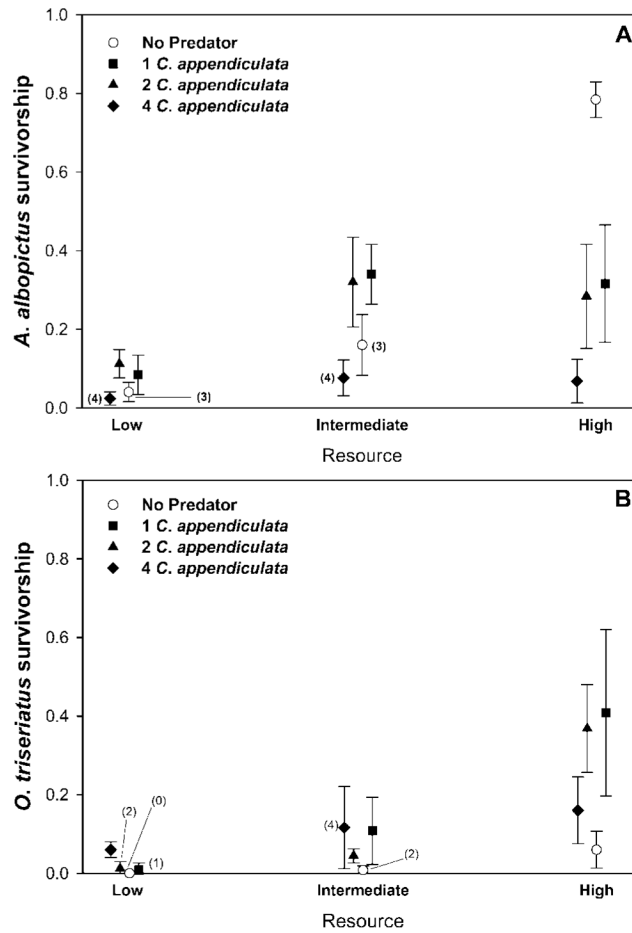 1.0
A
No Predator
1 C. appendiculata
0.8
2 C. appendiculata
4 C. appendiculata
0.6
A. albopictus survivorship
0.4
0.2
(3)
(4)
(4)
(3)
0.0
Low
Intermediate
High
Resource
1.0
B
No Predator
1 C. appendiculata
0.8
2 C. appendiculata
4 C. appendiculata
0.6
O. triseriatus survivorship
0.4
0.2
(0)
(2)
(4)
(1)
(2)
0.0
Low
Intermediate
High
Resource